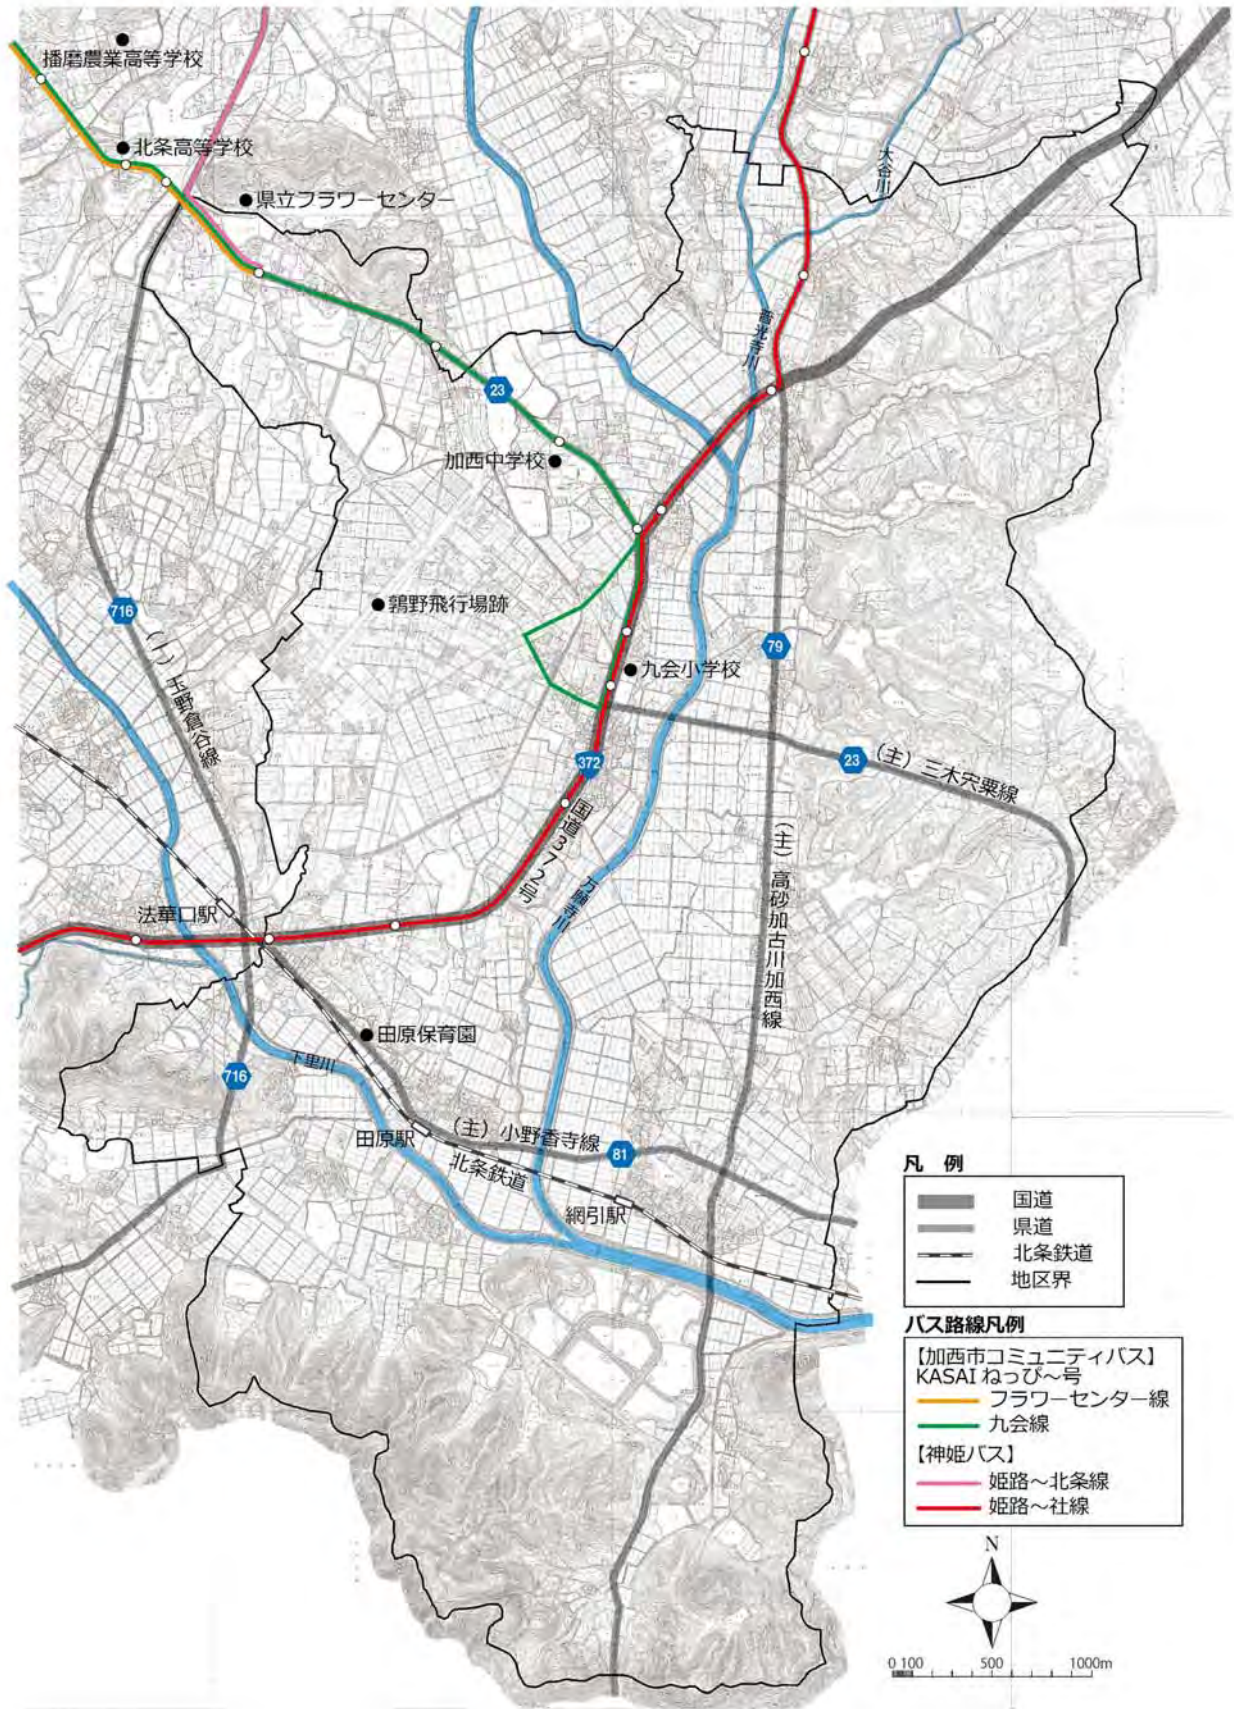 播磨農業高等学校
北条高等学校
県立フラワーセンター
大谷川
普光寺川
23
加西中学校
鶉野飛行場跡
716
(一)玉野倉谷線
79
九会小学校
372
国道372号
23
(主)三木宍粟線
(主)高砂加古川加西線
万願寺川
法華口駅
田原保育園
下里川
716
田原駅
(主)小野香寺線
81
北条鉄道
網引駅
凡 例
国道
県道
北条鉄道
地区界
バス路線凡例
【加西市コミュニティバス】
KASAI ねっぴ~号
フラワーセンター線
九会線
【神姫バス】
姫路~北条線
姫路~社線
N
0 100 500 1000m